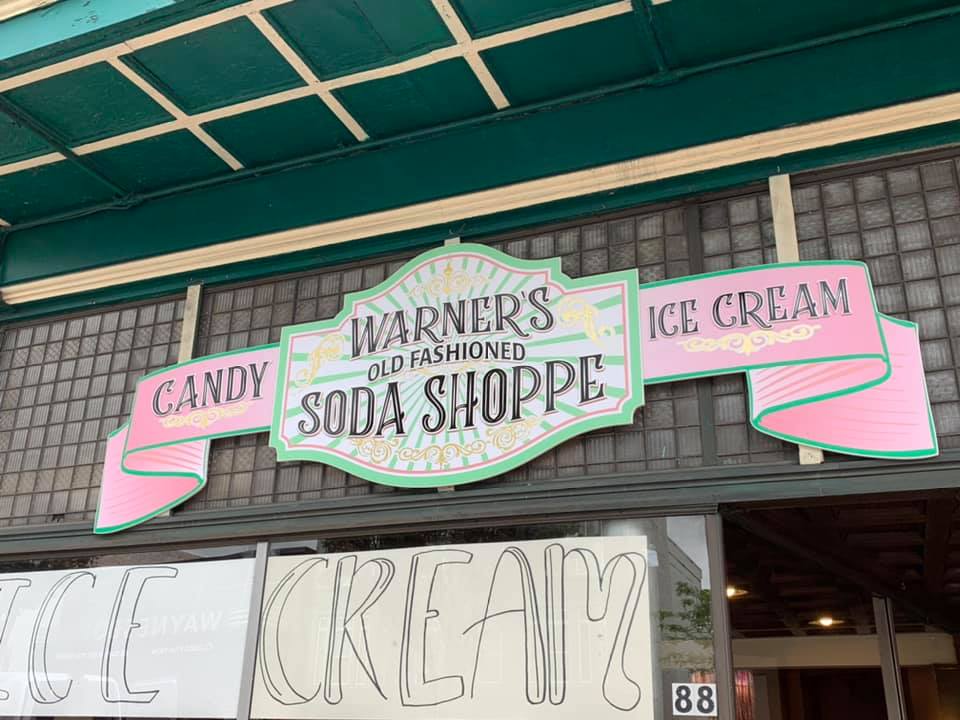 WARNER'S
OLD FASHIONED
SODA SHOPPE
CANDY
ICE CREAM
ICE CREAM
88